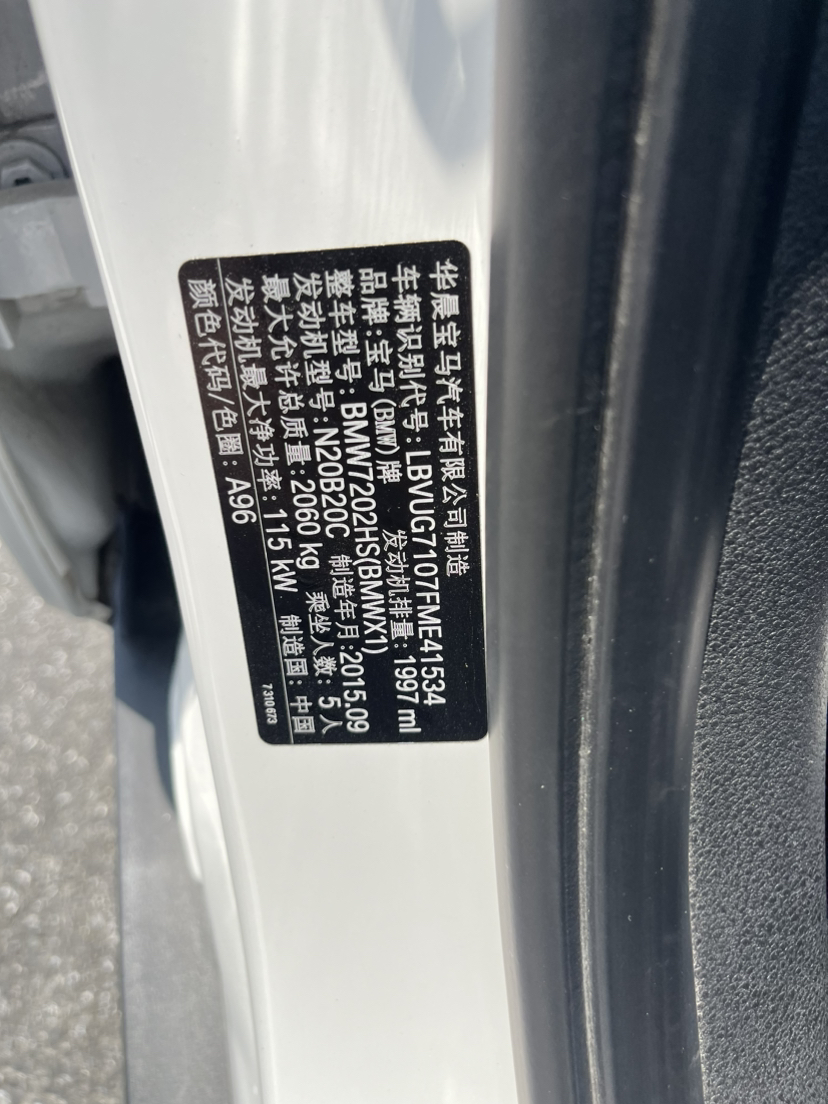 华晨宝马汽车有限公司制造
车辆识别代号：LBVUG7107FME41534
品牌：宝马(BMW)牌 发动机排量：1997 ml
整车型号：BMW7202HS(BMWX1)
发动机型号：N20B20C 制造年月：2015.09
最大允许总质量：2060 kg 乘坐人数：5人
发动机最大净功率：115 kW 制造国：中国
颜色代码/色圈：A96
7 310 673